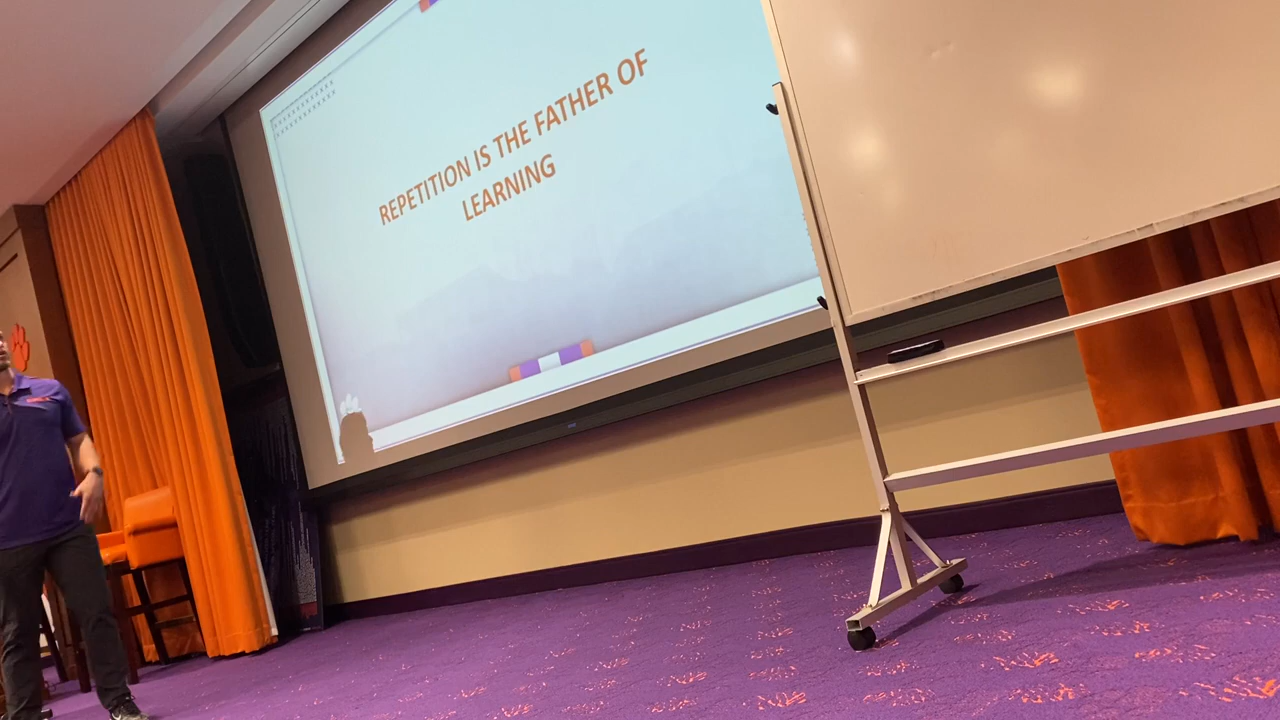 REPETITION IS THE FATHER OF
LEARNING